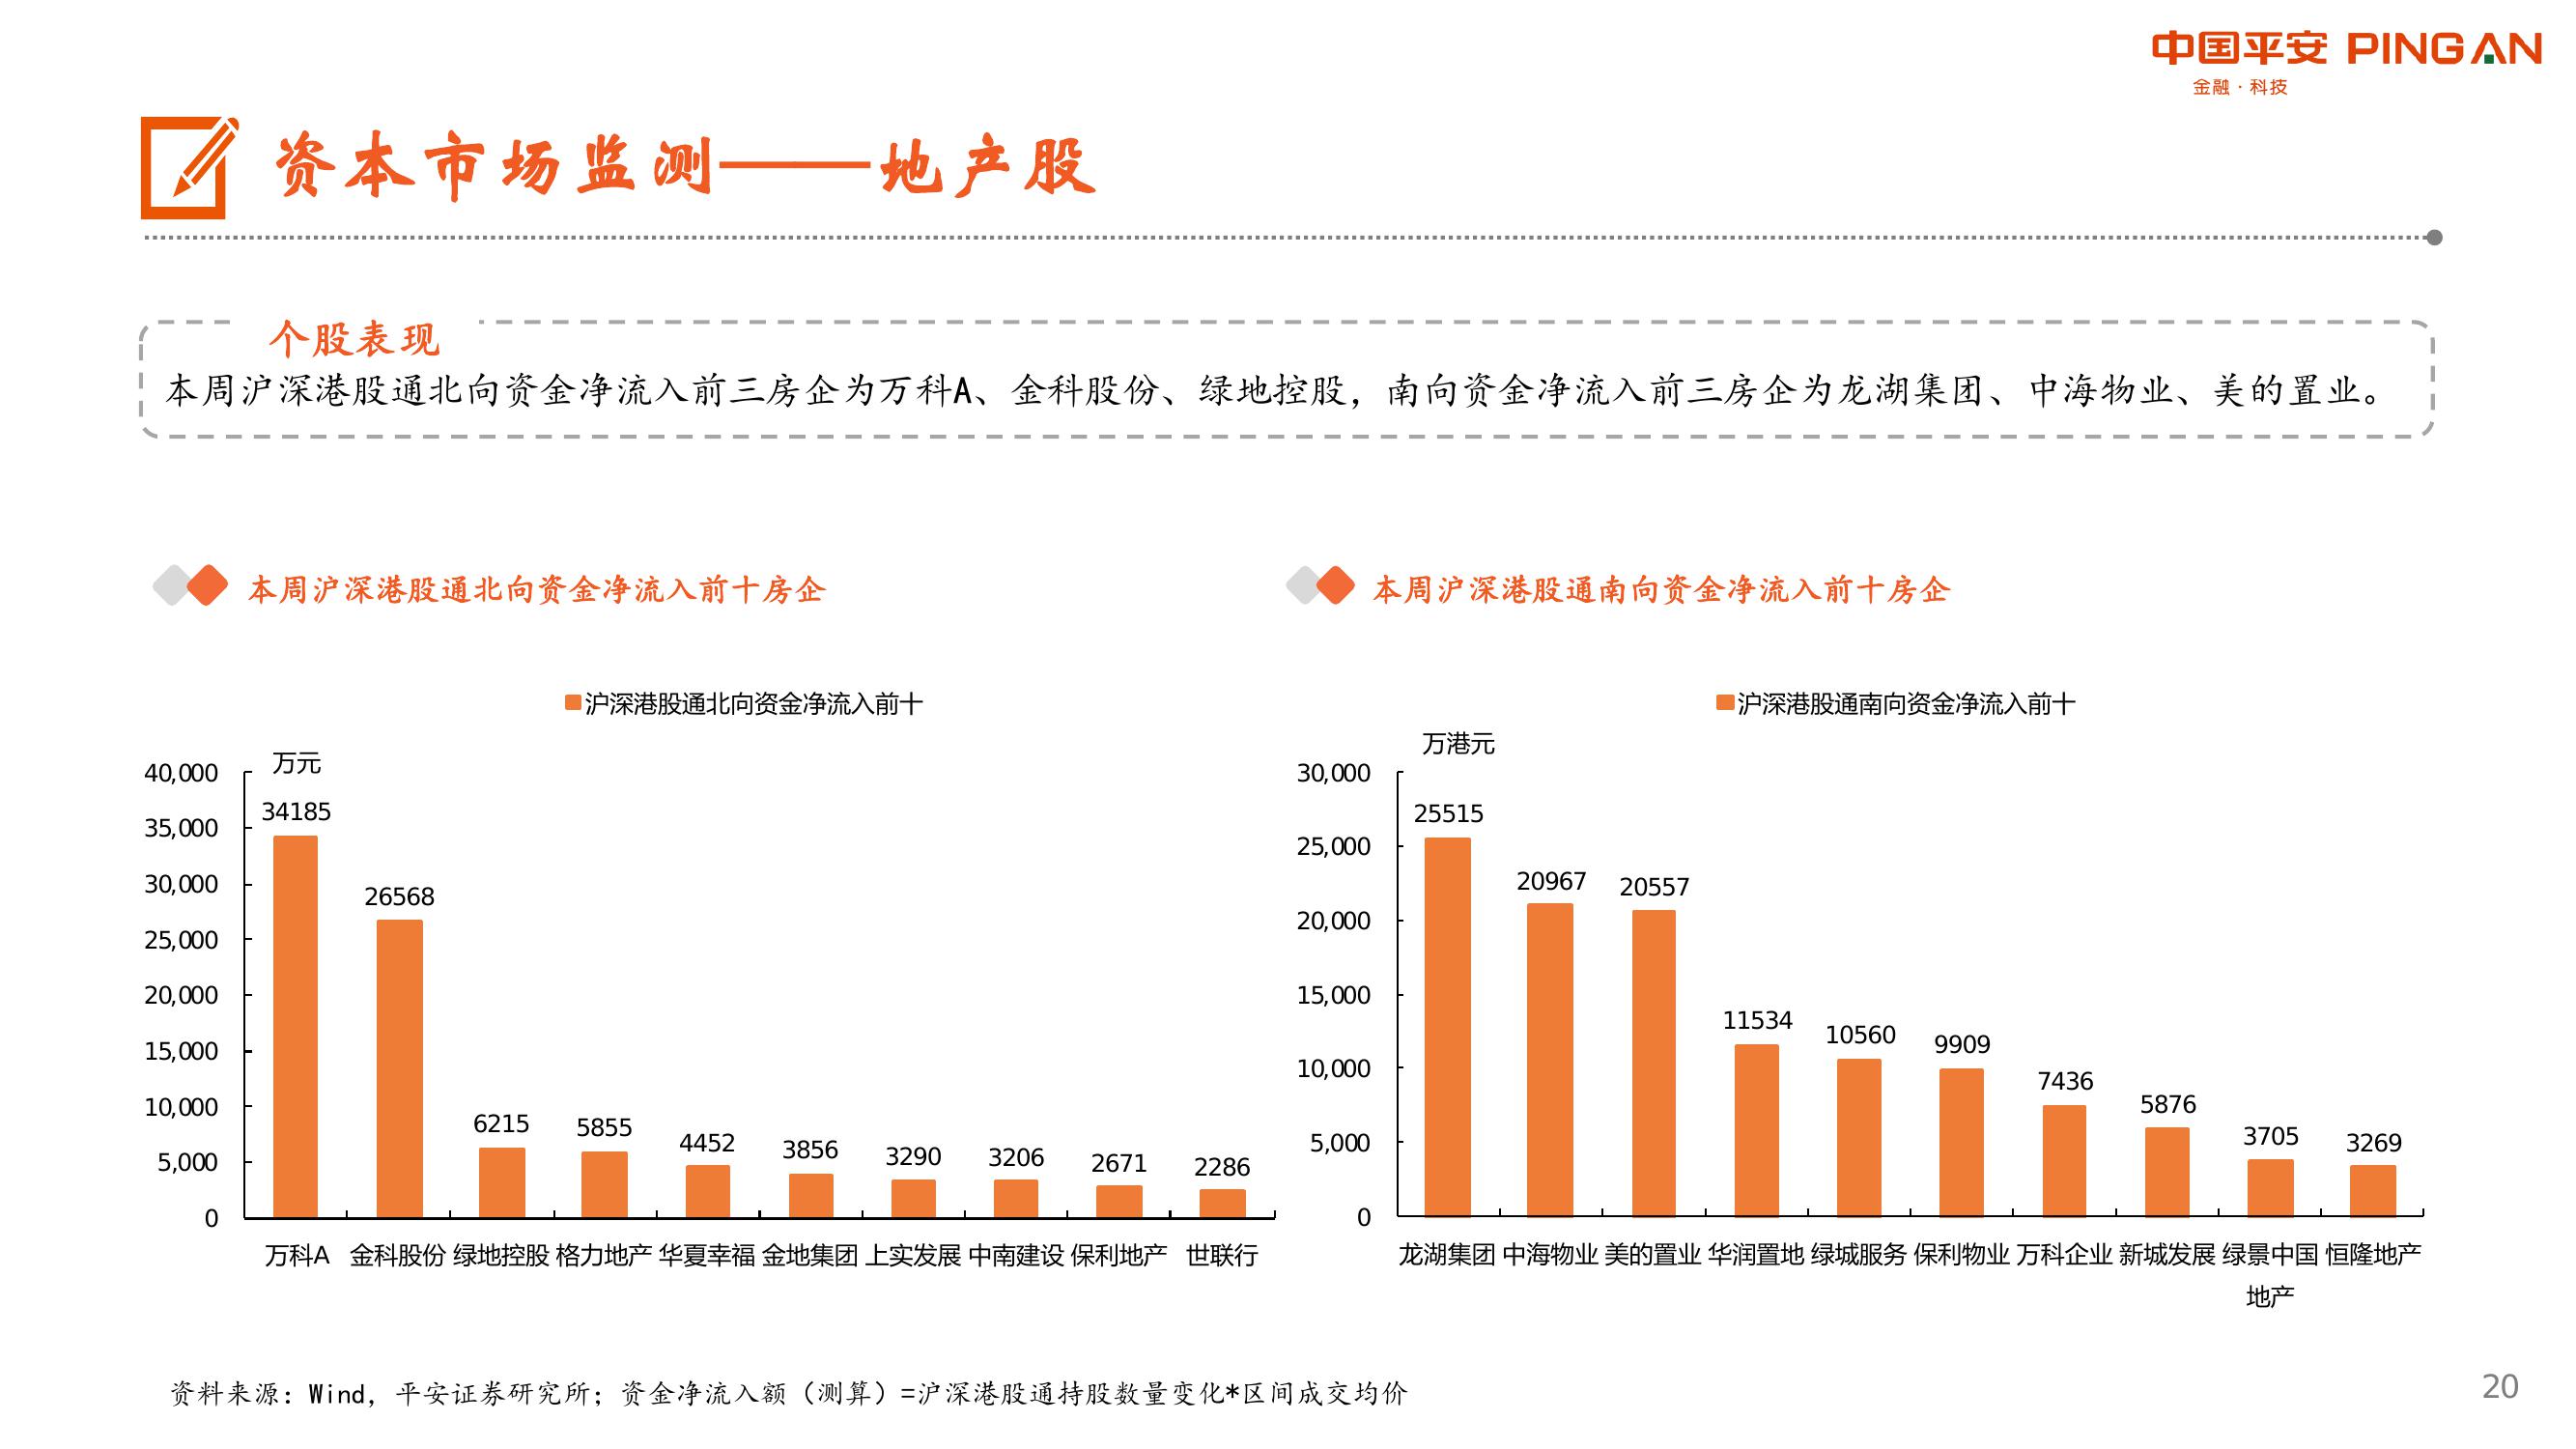 中国平安 PINGAN
金融·科技
资本市场监测——地产股
个股表现
本周沪深港股通北向资金净流入前三房企为万科A、金科股份、绿地控股，南向资金净流入前三房企为龙湖集团、中海物业、美的置业。
本周沪深港股通北向资金净流入前十房企
沪深港股通北向资金净流入前十
万元
40,000
35,000
30,000
25,000
20,000
15,000
10,000
5,000
0
34185
26568
6215
5855
4452
3856
3290
3206
2671
2286
万科A 金科股份 绿地控股 格力地产 华夏幸福 金地集团 上实发展 中南建设 保利地产 世联行
本周沪深港股通南向资金净流入前十房企
沪深港股通南向资金净流入前十
万港元
30,000
25,000
20,000
15,000
10,000
5,000
0
25515
20967
20557
11534
10560
9909
7436
5876
3705
3269
龙湖集团 中海物业 美的置业 华润置地 绿城服务 保利物业 万科企业 新城发展 绿景中国 恒隆地产
地产
资料来源：Wind，平安证券研究所；资金净流入额（测算）=沪深港股通持股数量变化*区间成交均价
20